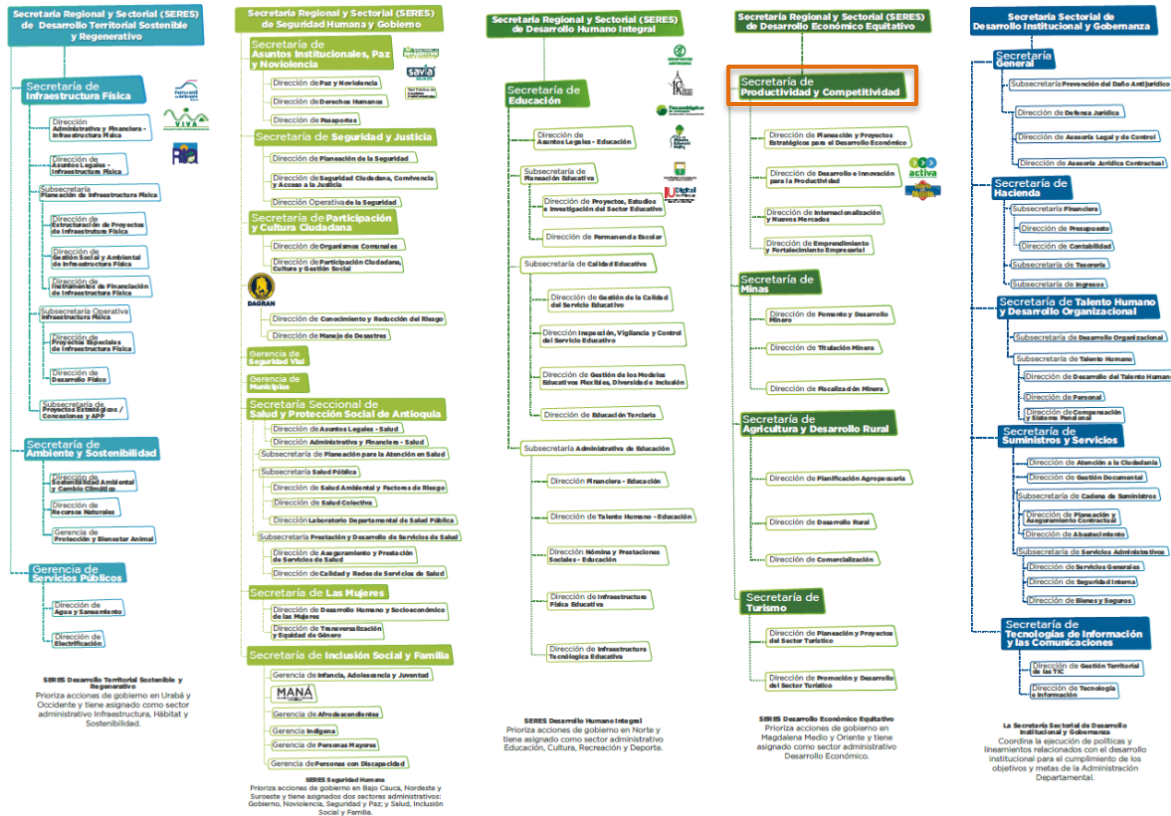 Secretaría Regional y Sectorial (SERES)
de Desarrollo Territorial Sostenible
y Regenerativo
Secretaría de
Infraestructura Física
Dirección
Administrativa y Financiera -
Infraestructura Física
Dirección de
Asuntos Legales -
Infraestructura Física
Subsecretaría
Planeación de Infraestructura Física
Dirección de
Estructuración de Proyectos
de Infraestrutura Física
Dirección de
Gestión Social y Ambiental
de Infraestructura Física
Dirección de
Instrumentos de Financiación
de Infraestructura Física
Subsecretaría Operativa
Infraestructura Física
Dirección de
Proyectos Especiales
de Infraestructura Física
Dirección de
Desarrollo Físico
Subsecretaría de
Proyectos Estratégicos /
Concesiones y APP
Secretaría de
Ambiente y Sostenibilidad
Dirección de
Sostenibilidad Ambiental
y Cambio Climático
Dirección de
Recursos Naturales
Gerencia de
Protección y Bienestar Animal
Gerencia de
Servicios Públicos
Dirección de
Agua y Saneamiento
Dirección de
Electrificación
VIVA
SERES Desarrollo Territorial Sostenible y
Regenerativo
Prioriza acciones de gobierno en Urabá y
Occidente y tiene asignado como sector
administrativo Infraestructura, Hábitat y
Sostenibilidad.
Secretaría Regional y Sectorial (SERES)
de Seguridad Humana y Gobierno
Secretaría de
Asuntos Institucionales, Paz
y Noviolencia
Dirección de Paz y Noviolencia
Dirección de Derechos Humanos
Dirección de Pasaportes
savia
Secretaría de Seguridad y Justicia
Dirección de Planeación de la Seguridad
Dirección de Seguridad Ciudadana, Convivencia
y Acceso a la Justicia
Dirección Operativa de la Seguridad
Secretaría de Participación
y Cultura Ciudadana
Dirección de Organismos Comunales
Dirección de Participación Ciudadana,
Cultura y Gestión Social
DAGRAN
Dirección de Conocimiento y Reducción del Riesgo
Dirección de Manejo de Desastres
Gerencia de
Seguridad Vial
Gerencia de
Municipios
Secretaría Seccional de
Salud y Protección Social de Antioquia
Dirección de Asuntos Legales - Salud
Dirección Administrativa y Financiera - Salud
Subsecretaría de Planeación para la Atención en Salud
Subsecretaría Salud Pública
Dirección de Salud Ambiental y Factores de Riesgo
Dirección de Salud Colectiva
Dirección Laboratorio Departamental de Salud Pública
Subsecretaría Prestación y Desarrollo de Servicios de Salud
Dirección de Aseguramiento y Prestación
de Servicios de Salud
Dirección de Calidad y Redes de Servicios de Salud
Secretaría de Las Mujeres
Dirección de Desarrollo Humano y Socioeconómico
de las Mujeres
Dirección de Transversalización
y Equidad de Género
Secretaría de Inclusión Social y Familia
Gerencia de Infancia, Adolescencia y Juventud
MANÁ
Gerencia de Afrodescendientes
Gerencia Indígena
Gerencia de Personas Mayores
Gerencia de Personas con Discapacidad
SERES Seguridad Humana
Prioriza acciones de gobierno en Bajo Cauca, Nordeste y
Suroeste y tiene asignados dos sectores administrativos:
Gobierno, Noviolencia, Seguridad y Paz; y Salud, Inclusión
Social y Familia.
Secretaría Regional y Sectorial (SERES)
de Desarrollo Humano Integral
Secretaría de
Educación
Dirección de
Asuntos Legales - Educación
Subsecretaría de
Planeación Educativa
Dirección de Proyectos, Estudios
e Investigación del Sector Educativo
Dirección de Permanencia Escolar
Subsecretaría de Calidad Educativa
Dirección de Gestión de la Calidad
del Servicio Educativo
Dirección Inspección, Vigilancia y Control
del Servicio Educativo
Dirección de Gestión de los Modelos
Educativos Flexibles, Diversidad e Inclusión
Dirección de Educación Terciaria
Subsecretaría Administrativa de Educación
Dirección Financiera - Educación
Dirección de Talento Humano - Educación
Dirección Nómina y Prestaciones
Sociales - Educación
Dirección de Infraestructura
Física Educativa
Dirección de Infraestructura
Tecnológica Educativa
Tecnológico
IU Digital
SERES Desarrollo Humano Integral
Prioriza acciones de gobierno en Norte y
tiene asignado como sector administrativo
Educación, Cultura, Recreación y Deporte.
Secretaría Regional y Sectorial (SERES)
de Desarrollo Económico Equitativo
Secretaría de
Productividad y Competitividad
Dirección de Planeación y Proyectos
Estratégicos para el Desarrollo Económico
Dirección de Desarrollo e Innovación
para la Productividad
Dirección de Internacionalización
y Nuevos Mercados
Dirección de Emprendimiento
y Fortalecimiento Empresarial
activa
Secretaría de
Minas
Dirección de Fomento y Desarrollo
Minero
Dirección de Titulación Minera
Dirección de Fiscalización Minera
Secretaría de
Agricultura y Desarrollo Rural
Dirección de Planificación Agropecuaria
Dirección de Desarrollo Rural
Dirección de Comercialización
Secretaría de
Turismo
Dirección de Planeación y Proyectos
del Sector Turístico
Dirección de Promoción y Desarrollo
del Sector Turístico
SERES Desarrollo Económico Equitativo
Prioriza acciones de gobierno en
Magdalena Medio y Oriente y tiene
asignado como sector administrativo
Desarrollo Económico.
Secretaría Sectorial de
Desarrollo Institucional y Gobernanza
Secretaría
General
Subsecretaría Prevención del Daño Antijurídico
Dirección de Defensa Jurídica
Dirección de Asesoría Legal y de Control
Dirección de Asesoría Jurídica Contractual
Secretaría de
Hacienda
Subsecretaría Financiera
Dirección de Presupuesto
Dirección de Contabilidad
Subsecretaría de Tesorería
Subsecretaría de Ingresos
Secretaría de Talento Humano
y Desarrollo Organizacional
Subsecretaría de Desarrollo Organizacional
Subsecretaría de Talento Humano
Dirección de Desarrollo del Talento Humano
Dirección de Personal
Dirección de Compensación
y Sistema Pensional
Secretaría de
Suministros y Servicios
Dirección de Atención a la Ciudadanía
Dirección de Gestión Documental
Subsecretaría de Cadena de Suministros
Dirección de Planeación y
Aseguramiento Contractual
Dirección de Abastecimiento
Subsecretaría de Servicios Administrativos
Dirección de Servicios Generales
Dirección de Seguridad Interna
Dirección de Bienes y Seguros
Secretaría de
Tecnologías de Información
y las Comunicaciones
Dirección de Gestión Territorial
de las TIC
Dirección de Tecnología
e Información
La Secretaría Sectorial de Desarrollo
Institucional y Gobernanza
Coordina la ejecución de políticas y
lineamientos relacionados con el desarrollo
institucional para el cumplimiento de los
objetivos y metas de la Administración
Departamental.